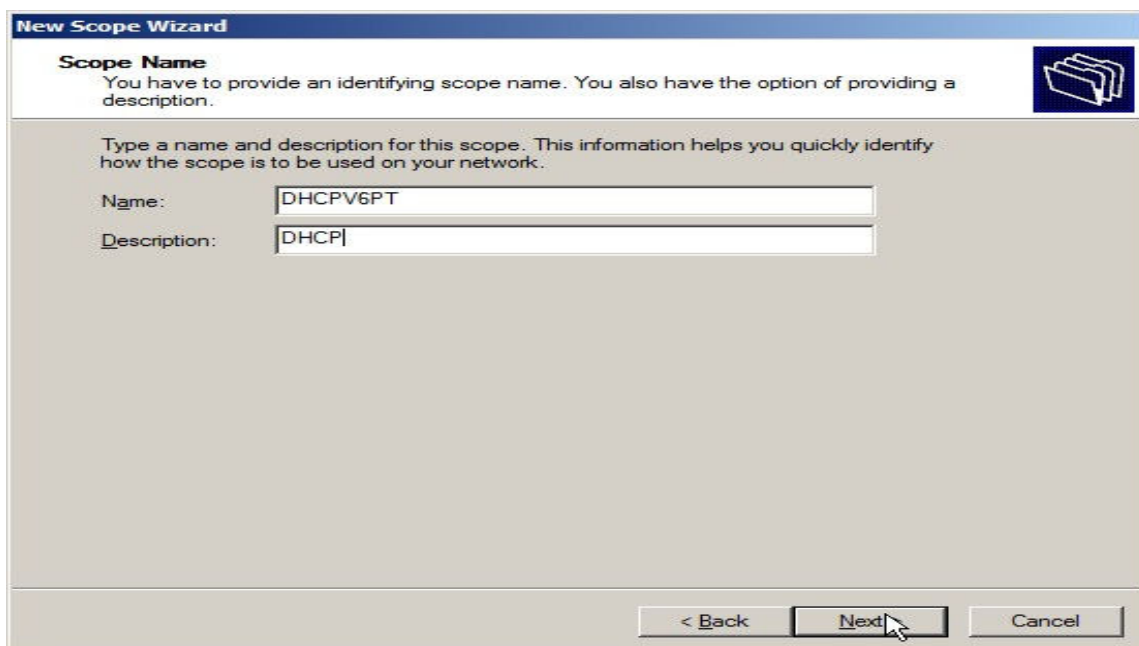 New Scope Wizard
Scope Name
You have to provide an identifying scope name. You also have the option of providing a
description.
Type a name and description for this scope. This information helps you quickly identify
how the scope is to be used on your network.
Name: DHCPV6PT
Description: DHCP
< Back Next > Cancel